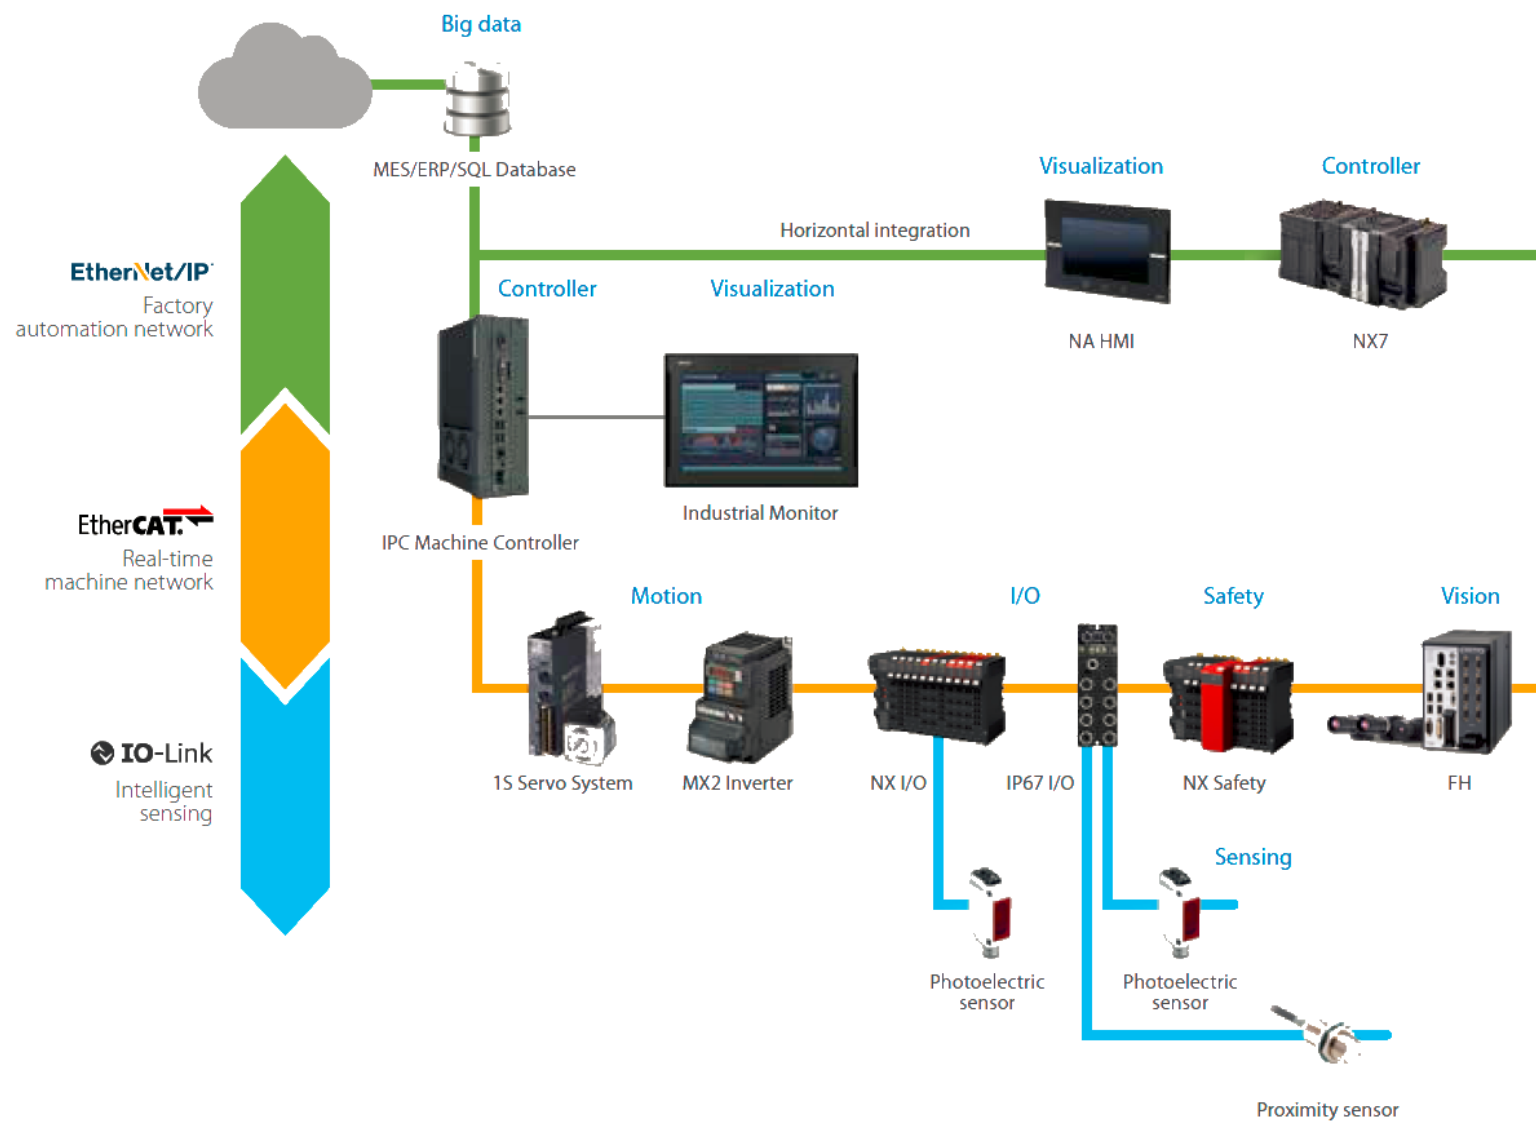 Big data
MES/ERP/SQL Database
Visualization
Controller
Horizontal integration
EtherNet/IP
Factory
automation network
Controller
Visualization
NA HMI
NX7
Industrial Monitor
EtherCAT.
IPC Machine Controller
Real-time
machine network
Motion
I/O
Safety
Vision
IO-Link
Intelligent
sensing
1S Servo System
MX2 Inverter
NX I/O
IP67 I/O
NX Safety
FH
Sensing
Photoelectric
sensor
Photoelectric
sensor
Proximity sensor